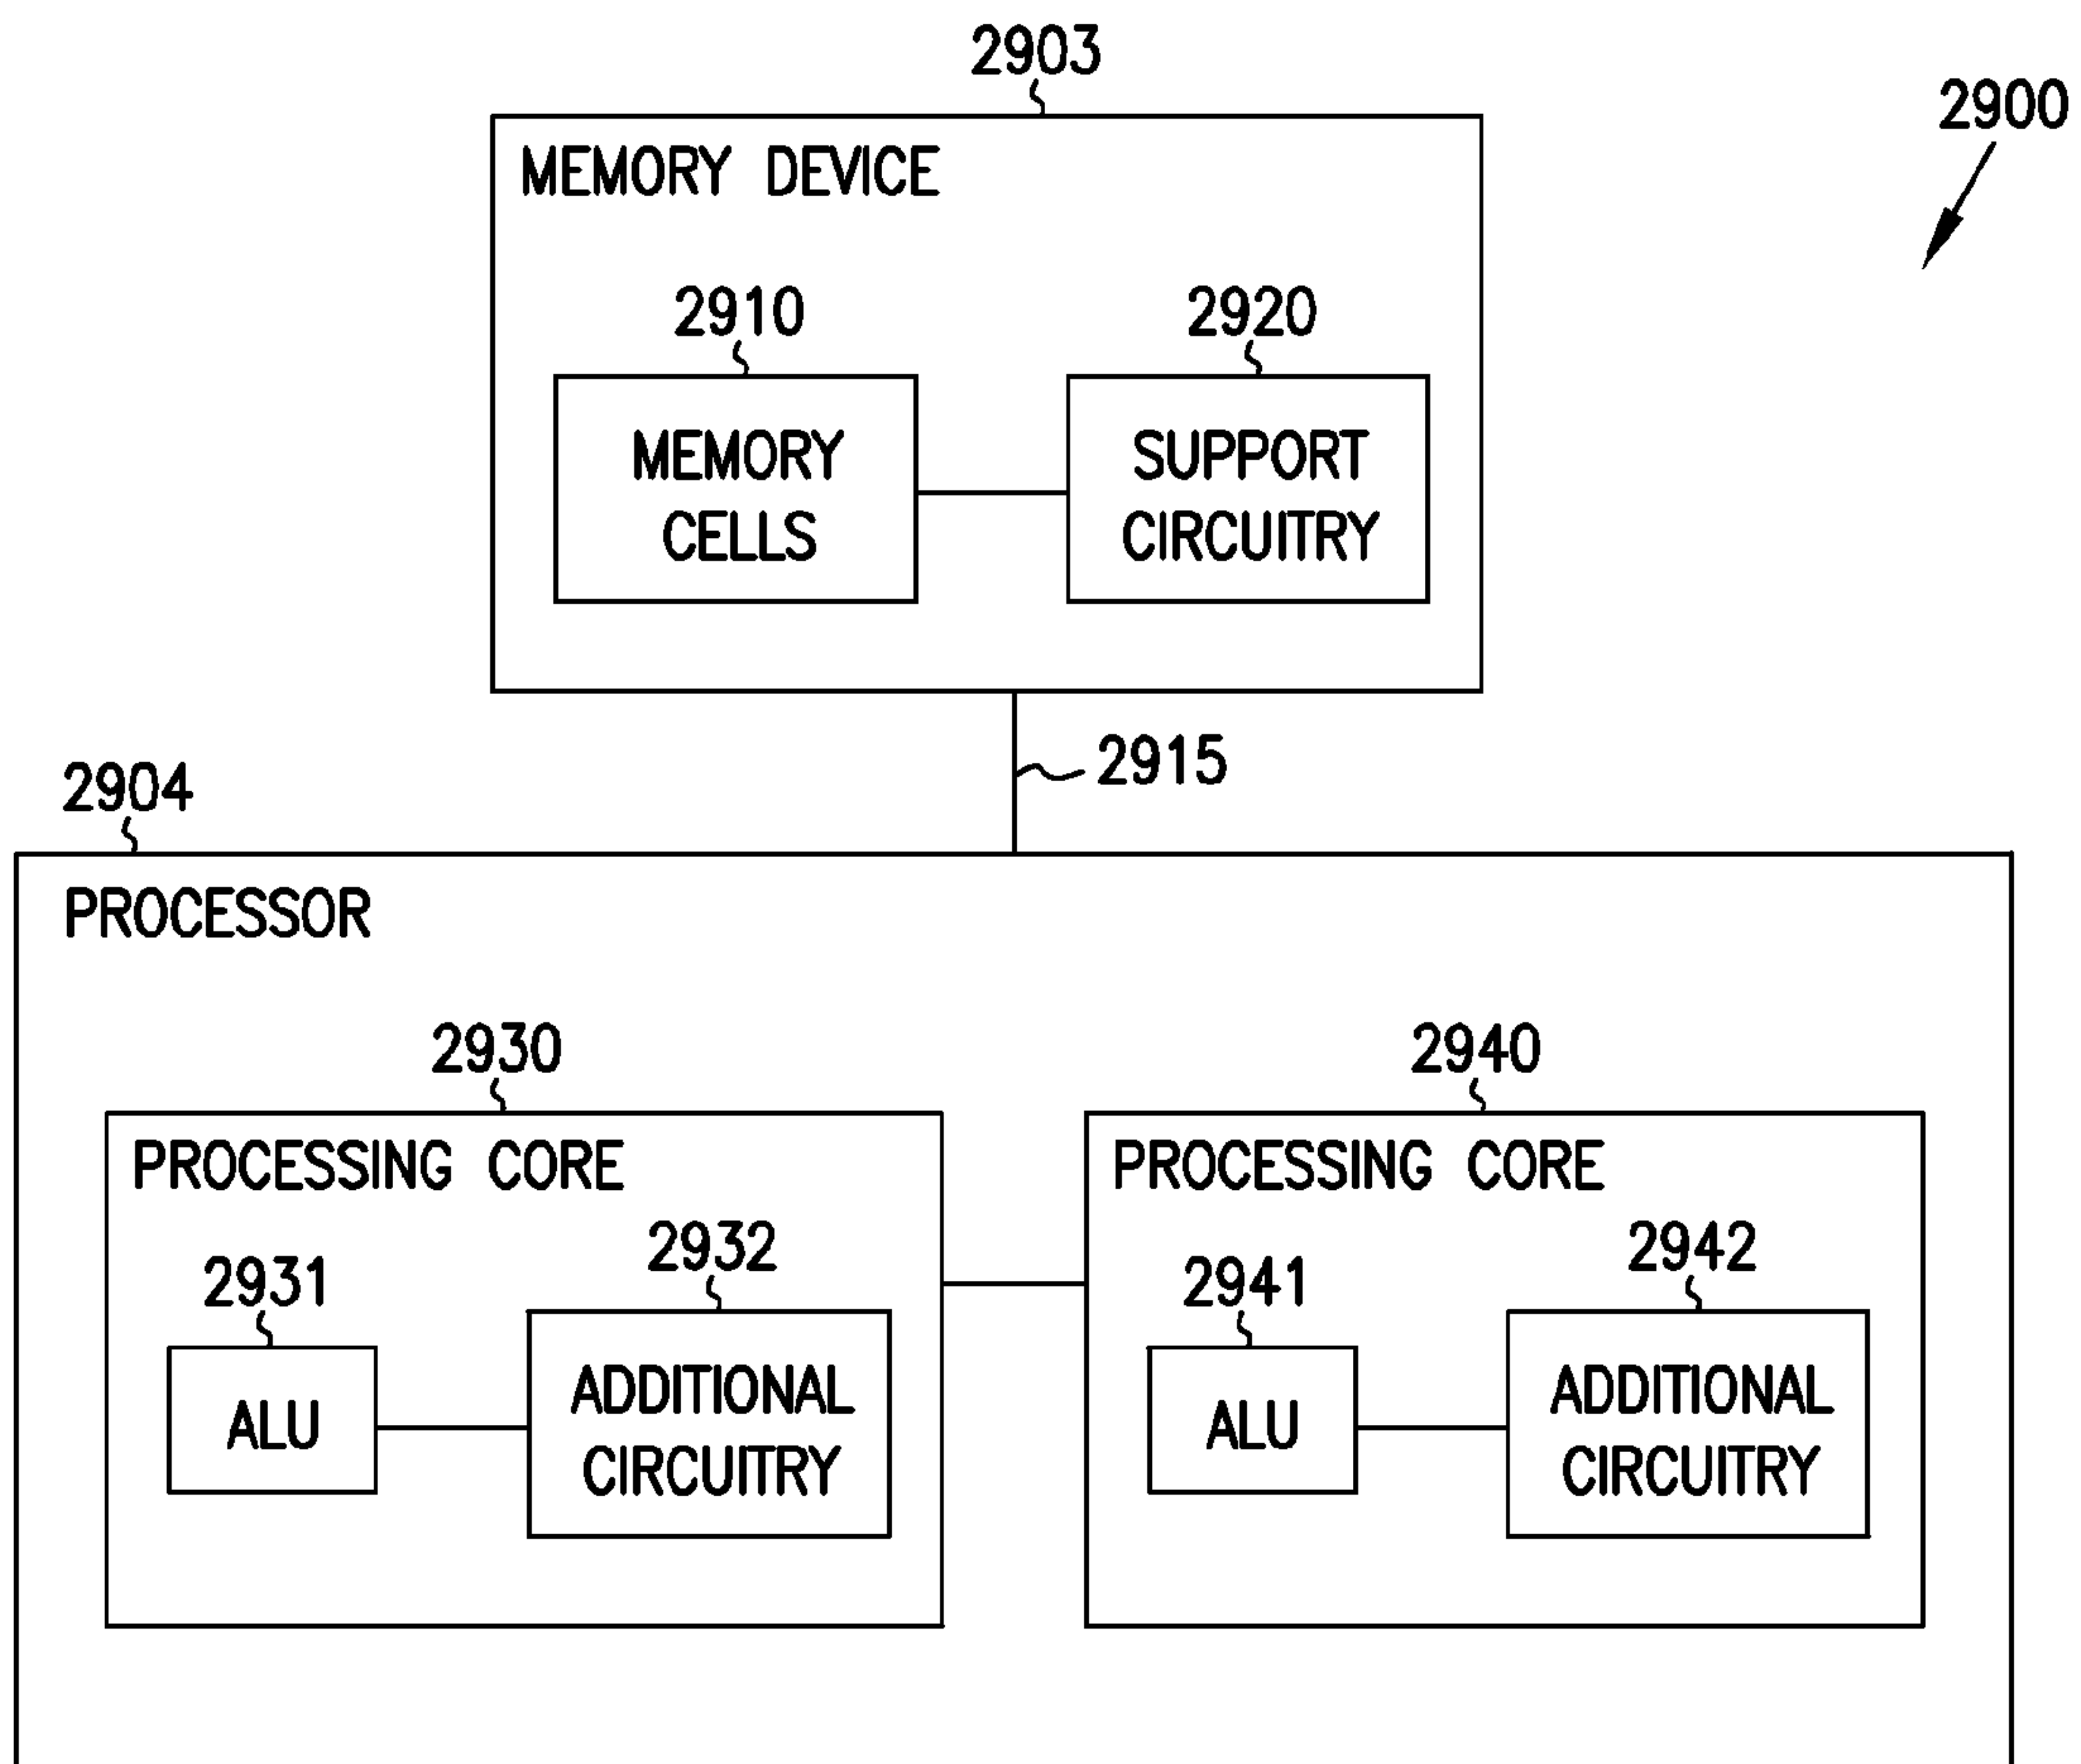 2903
2900
MEMORY DEVICE
2910
2920
MEMORY
CELLS
SUPPORT
CIRCUITRY
2915
2904
PROCESSOR
2930
2940
PROCESSING CORE
PROCESSING CORE
2931
2932
2941
2942
ALU
ADDITIONAL
CIRCUITRY
ALU
ADDITIONAL
CIRCUITRY